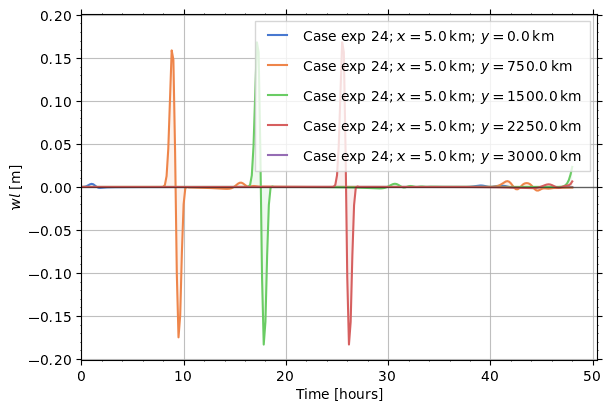 0.20
0.15
0.10
0.05
0.00
−0.05
−0.10
−0.15
−0.20
wl [m]
Case exp 24; x = 5.0 km; y = 0.0 km
Case exp 24; x = 5.0 km; y = 750.0 km
Case exp 24; x = 5.0 km; y = 1500.0 km
Case exp 24; x = 5.0 km; y = 2250.0 km
Case exp 24; x = 5.0 km; y = 3000.0 km
0 10 20 30 40 50
Time [hours]